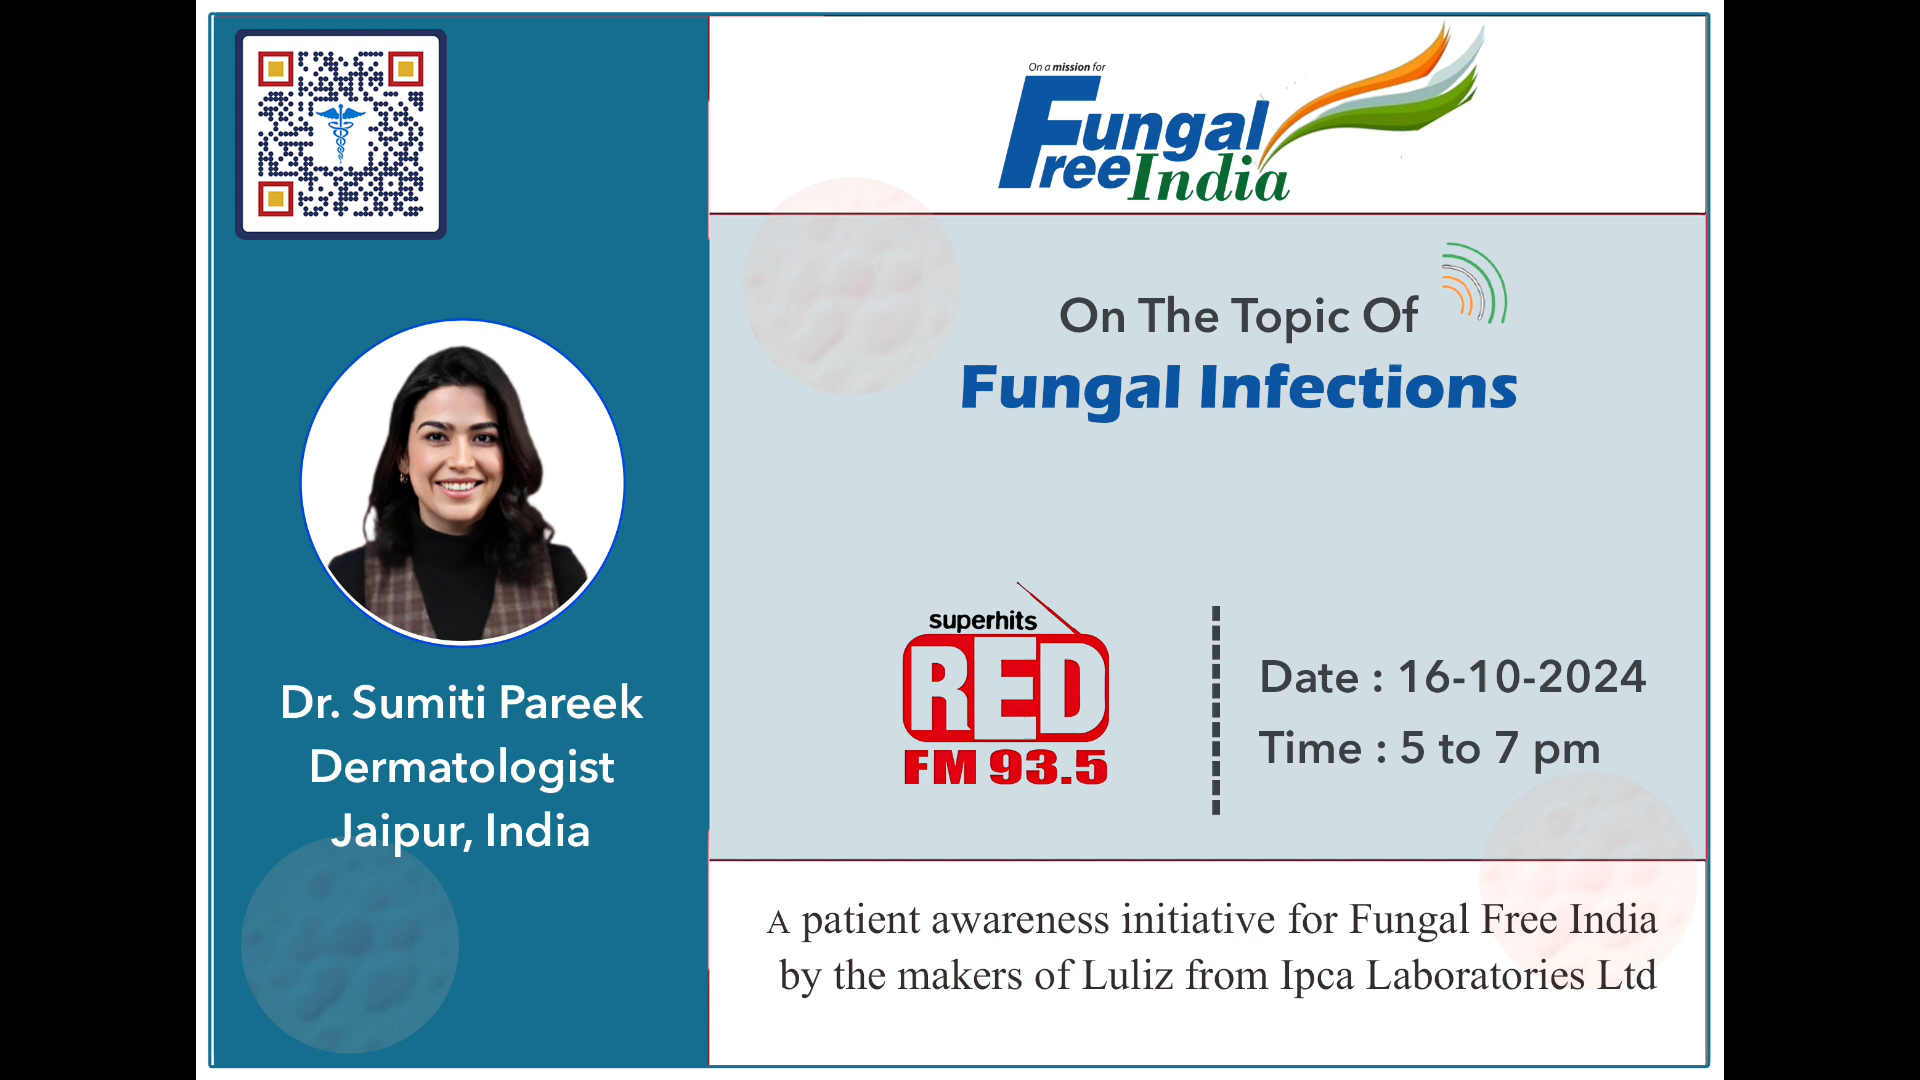 On a mission for
Fungal
Free India
On The Topic Of
Fungal Infections
superhits
RED
FM 93.5
Date : 16-10-2024
Time : 5 to 7 pm
Dr. Sumiti Pareek
Dermatologist
Jaipur, India
A patient awareness initiative for Fungal Free India
by the makers of Luliz from Ipca Laboratories Ltd